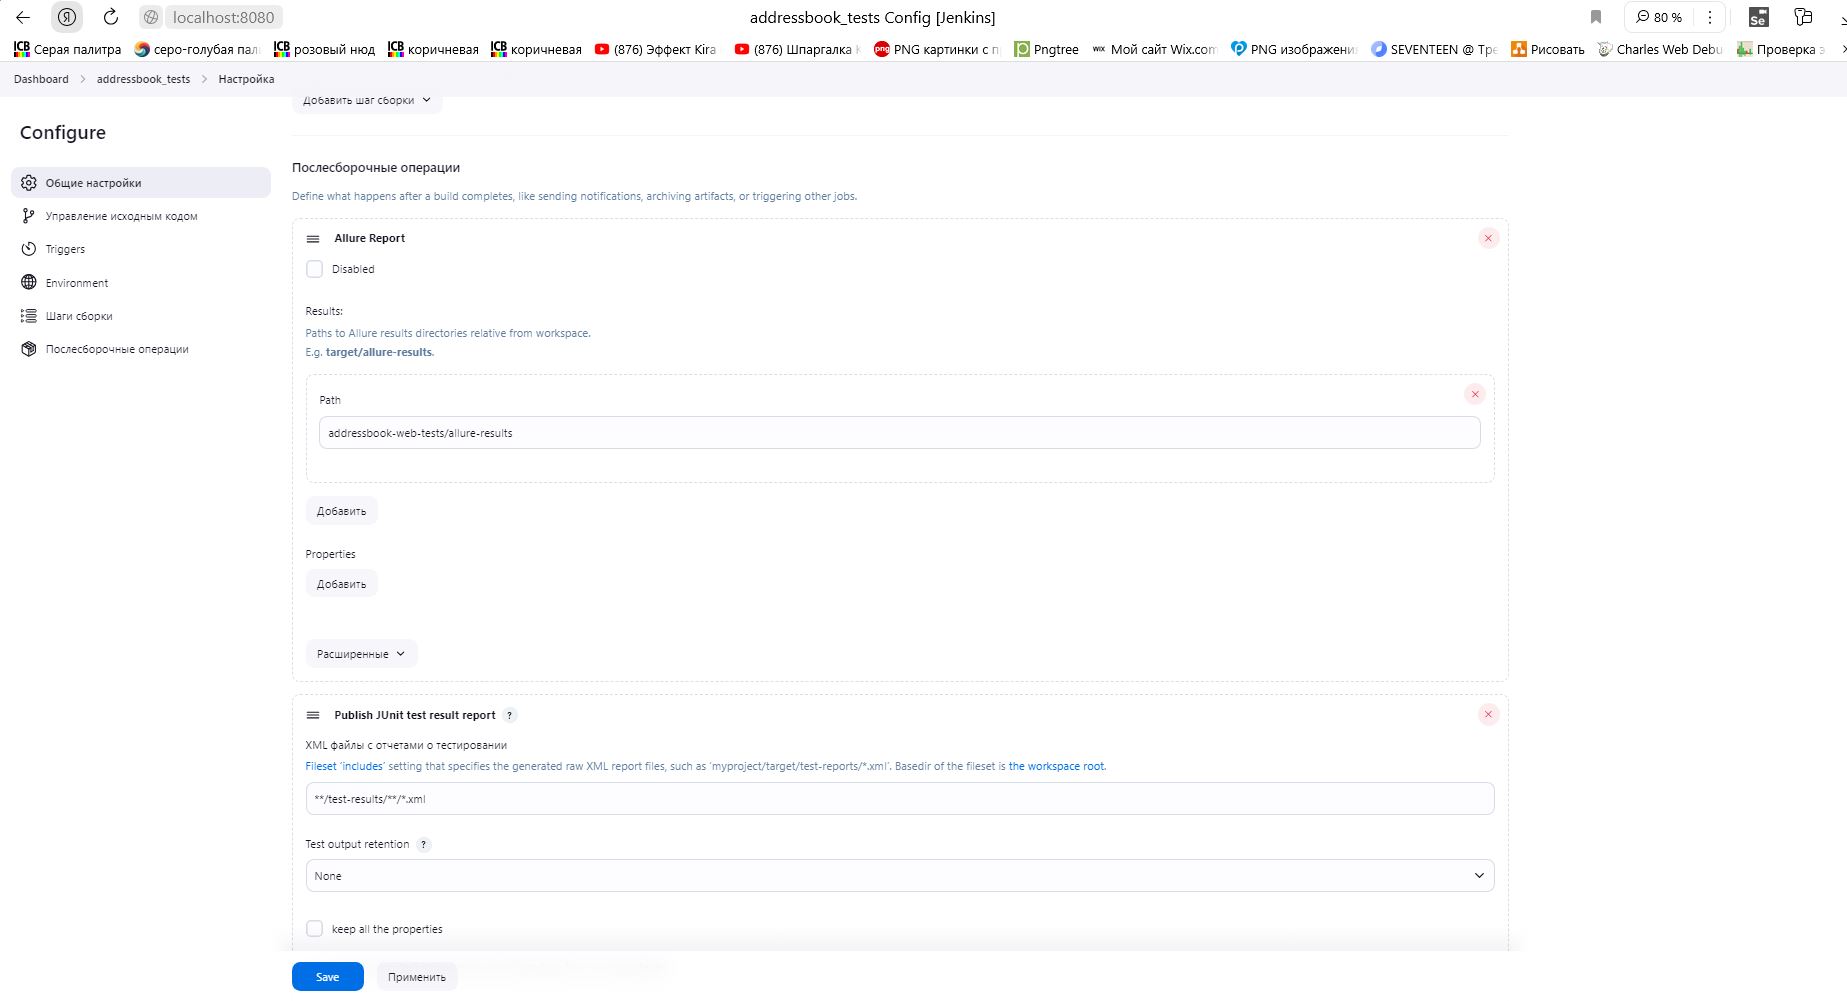 Я localhost:8080 addressbook_tests Config [Jenkins] 80 % Se
ICB Серая палитра серо-голубая пал ICB розовый нюд ICB коричневая ICB коричневая (876) Эффект Kira (876) Шпаргалка png PNG картинки с п Pngtree WIX Мой сайт Wix.com PNG изображени SEVENTEEN @ Тре Рисовать Charles Web Debu Проверка э
Dashboard addressbook_tests Настройка
Configure
Общие настройки
Управление исходным кодом
Triggers
Environment
Шаги сборки
Послесборочные операции
Добавить шаг сборки
Послесборочные операции
Define what happens after a build completes, like sending notifications, archiving artifacts, or triggering other jobs.
Allure Report
Disabled
Results:
Paths to Allure results directories relative from workspace.
E.g. target/allure-results.
Path
addressbook-web-tests/allure-results
Добавить
Properties
Добавить
Расширенные
Publish JUnit test result report ?
XML файлы с отчетами о тестировании
Fileset 'includes' setting that specifies the generated raw XML report files, such as 'myproject/target/test-reports/*.xml'. Basedir of the fileset is the workspace root.
**/test-results/**/*.xml
Test output retention ?
None
keep all the properties
Save Применить